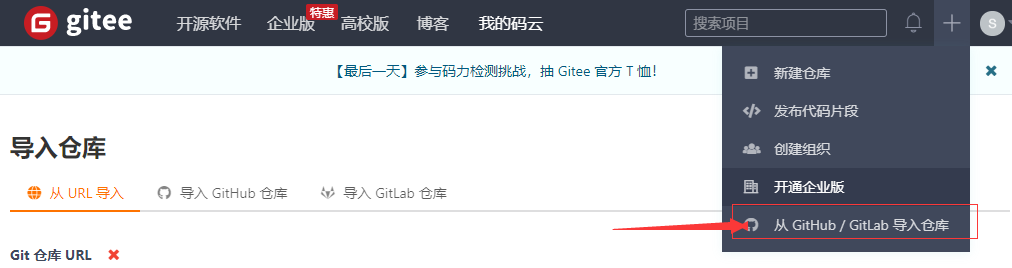 gitee 开源软件 企业版 特惠 高校版 博客 我的码云 搜索项目 S
【最后一天】参与码力检测挑战，抽 Gitee 官方 T 恤！
新建仓库
发布代码片段
创建组织
开通企业版
从 GitHub / GitLab 导入仓库
导入仓库
从 URL 导入 导入 GitHub 仓库 导入 GitLab 仓库
Git 仓库 URL